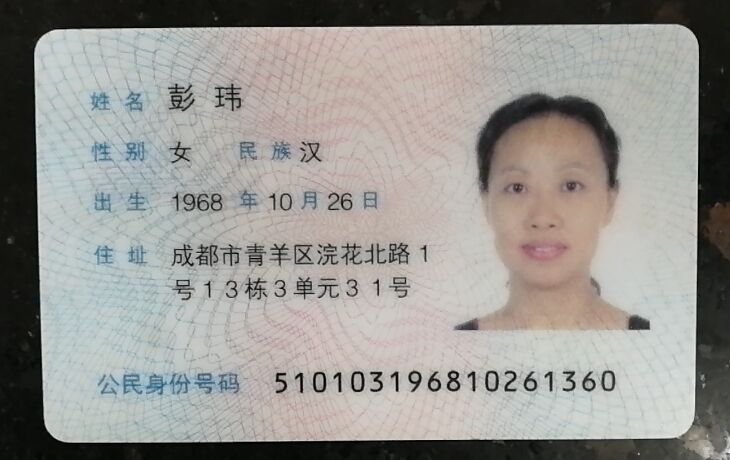 姓名 彭玮
性别 女 民族 汉
出生 1968 年 10 月 26 日
住址 成都市青羊区浣花北路1
号13栋3单元31号
公民身份号码 510103196810261360